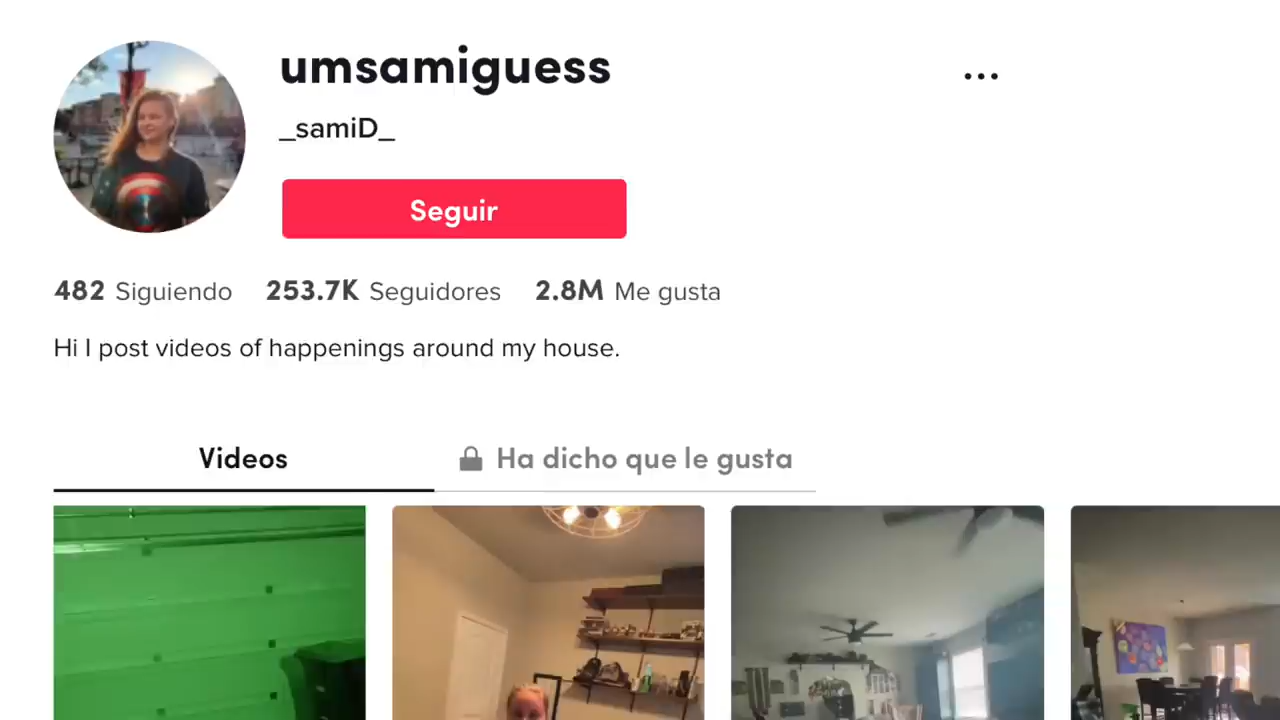 umsamiguess
...
_samiD_
Seguir
482 Siguiendo 253.7K Seguidores 2.8M Me gusta
Hi I post videos of happenings around my house.
Videos Ha dicho que le gusta